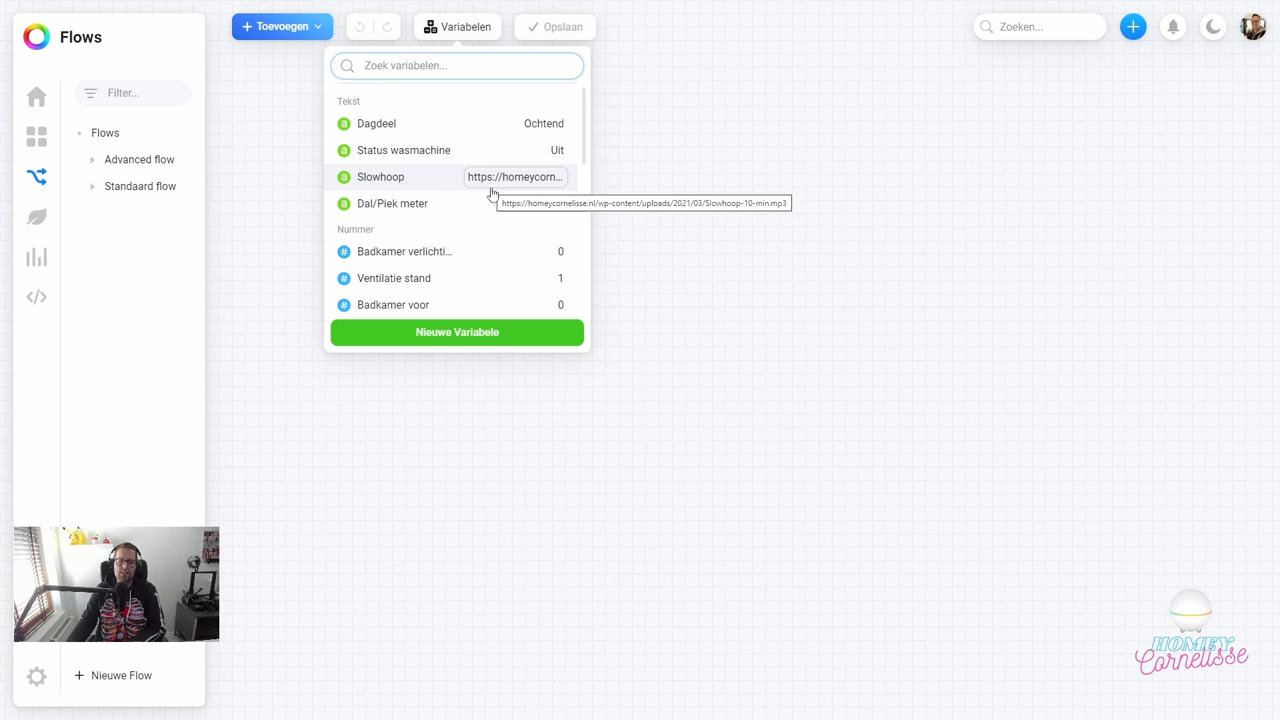 Flows
Toevoegen
Variabelen
Opslaan
Zoeken...
Filter...
Flows
Advanced flow
Standaard flow
Zoek variabelen...
Tekst
Dagdeel Ochtend
Status wasmachine Uit
Slowhoop https://homeycorn...
https://homeycornelisse.nl/wp-content/uploads/2021/03/Slowhoop-10-min.mp3
Dal/Piek meter
Nummer
Badkamer verlichti... 0
Ventilatie stand 1
Badkamer voor 0
Nieuwe Variabele
Nieuwe Flow
HOMEY
Cornelisse